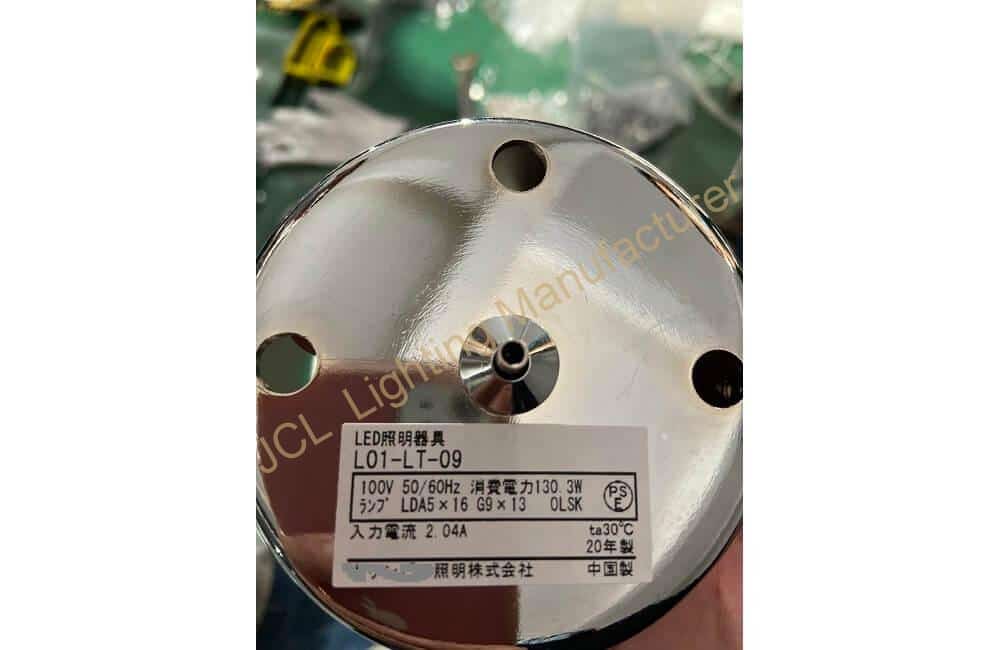 JCL Lighting Manufacturer
LED照明器具
L01-LT-09
100V 50/60Hz 消費電力130.3W
ランプ LDA5×16 G9×13 OLSK
PS
E
入力電流 2.04A ta30℃
20年製
照明株式会社 中国製